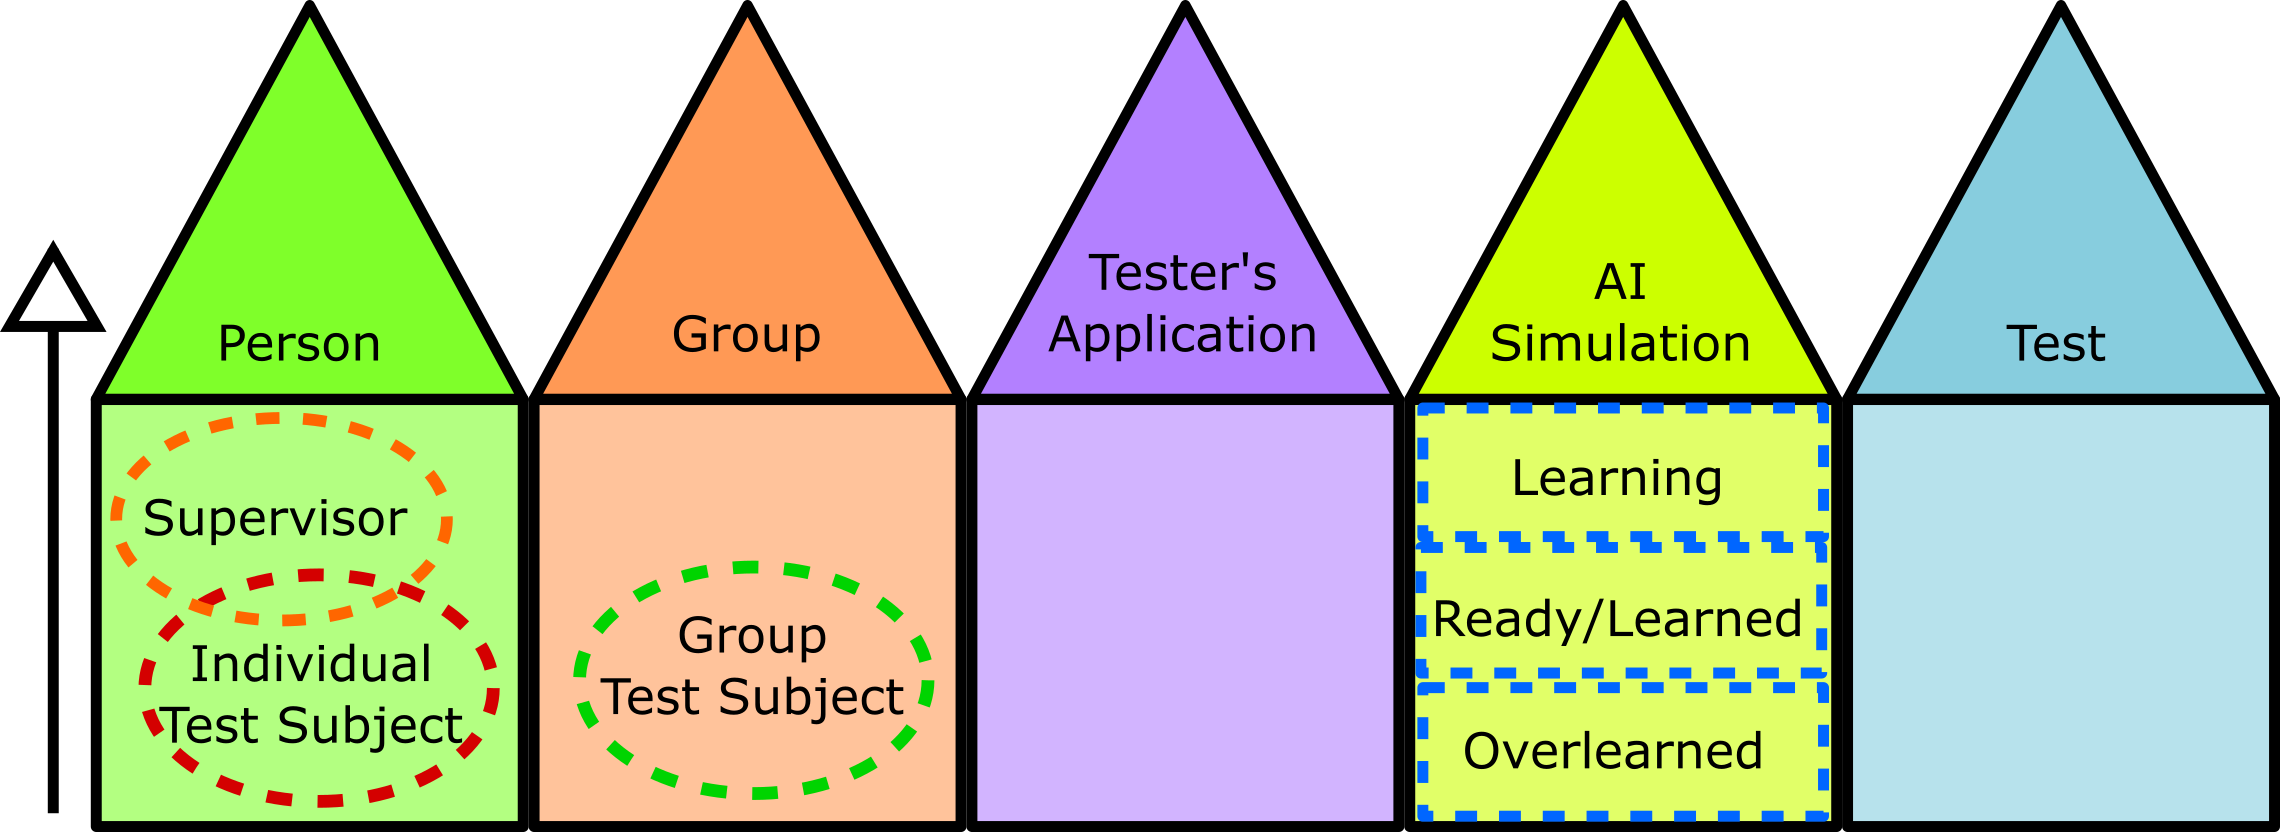 Person
Group
Tester's
Application
AI
Simulation
Test
Supervisor
Individual
Test Subject
Group
Test Subject
Learning
Ready/Learned
Overlearned